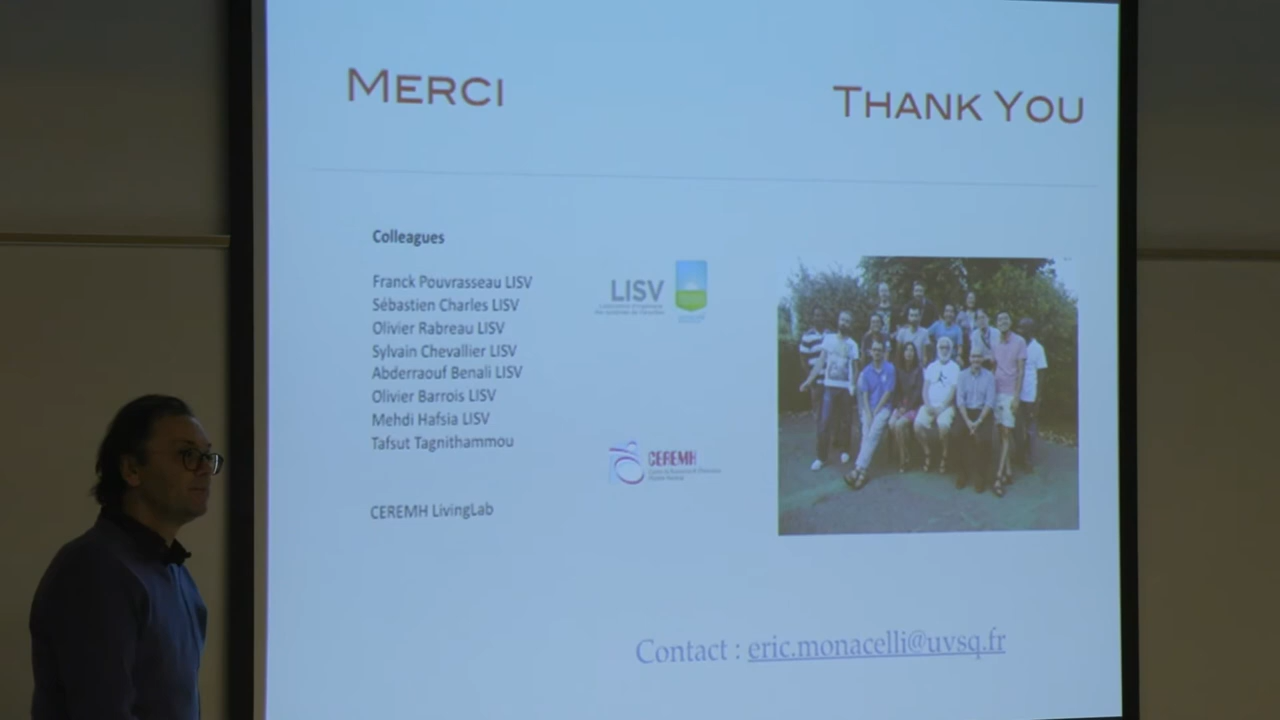 MERCI
THANK YOU
Colleagues
Franck Pouvrasseau LISV
Sébastien Charles LISV
Olivier Rabreau LISV
Sylvain Chevallier LISV
Abderraouf Benali LISV
Olivier Barrois LISV
Mehdi Hafsia LISV
Tafsut Tagnithammou
CEREMH LivingLab
LISV
CEREMH
Contact : eric.monacelli@uvsq.fr